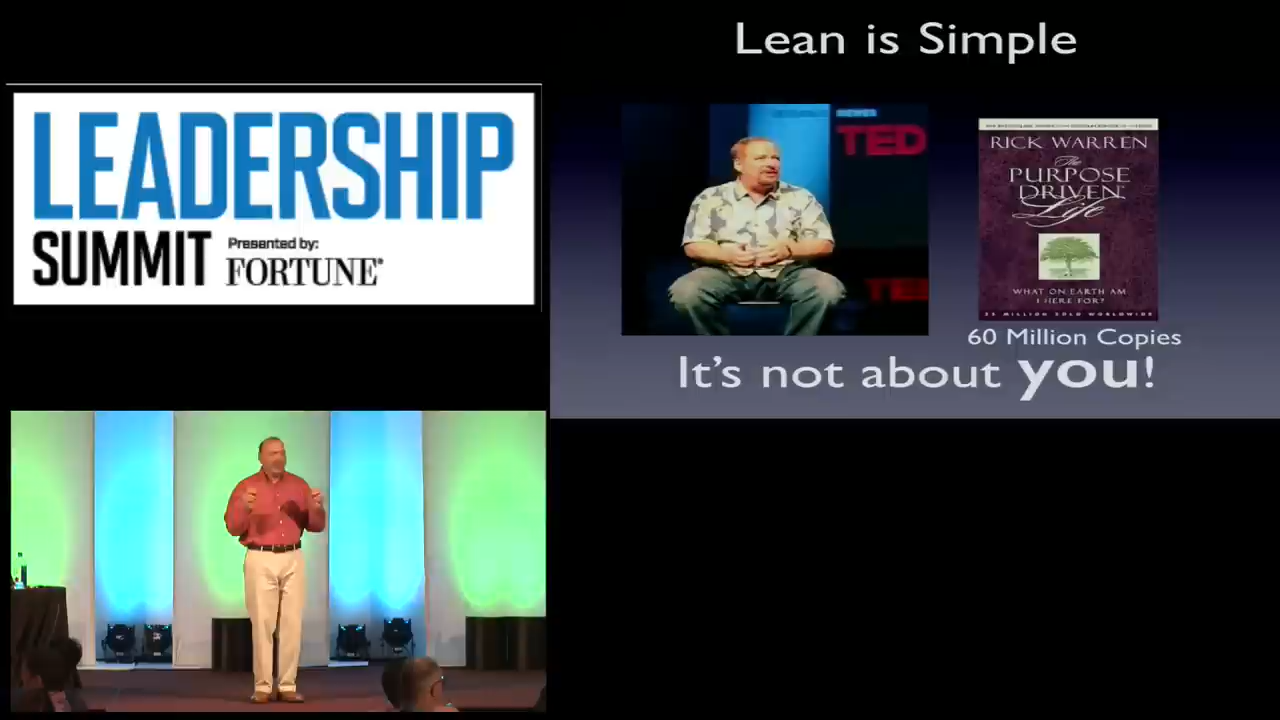 LEADERSHIP
SUMMIT
Presented by:
FORTUNE®
Lean is Simple
TED
RICK WARREN
The
PURPOSE
DRIVEN®
Life
WHAT ON EARTH AM
I HERE FOR?
60 Million Copies
It's not about you!